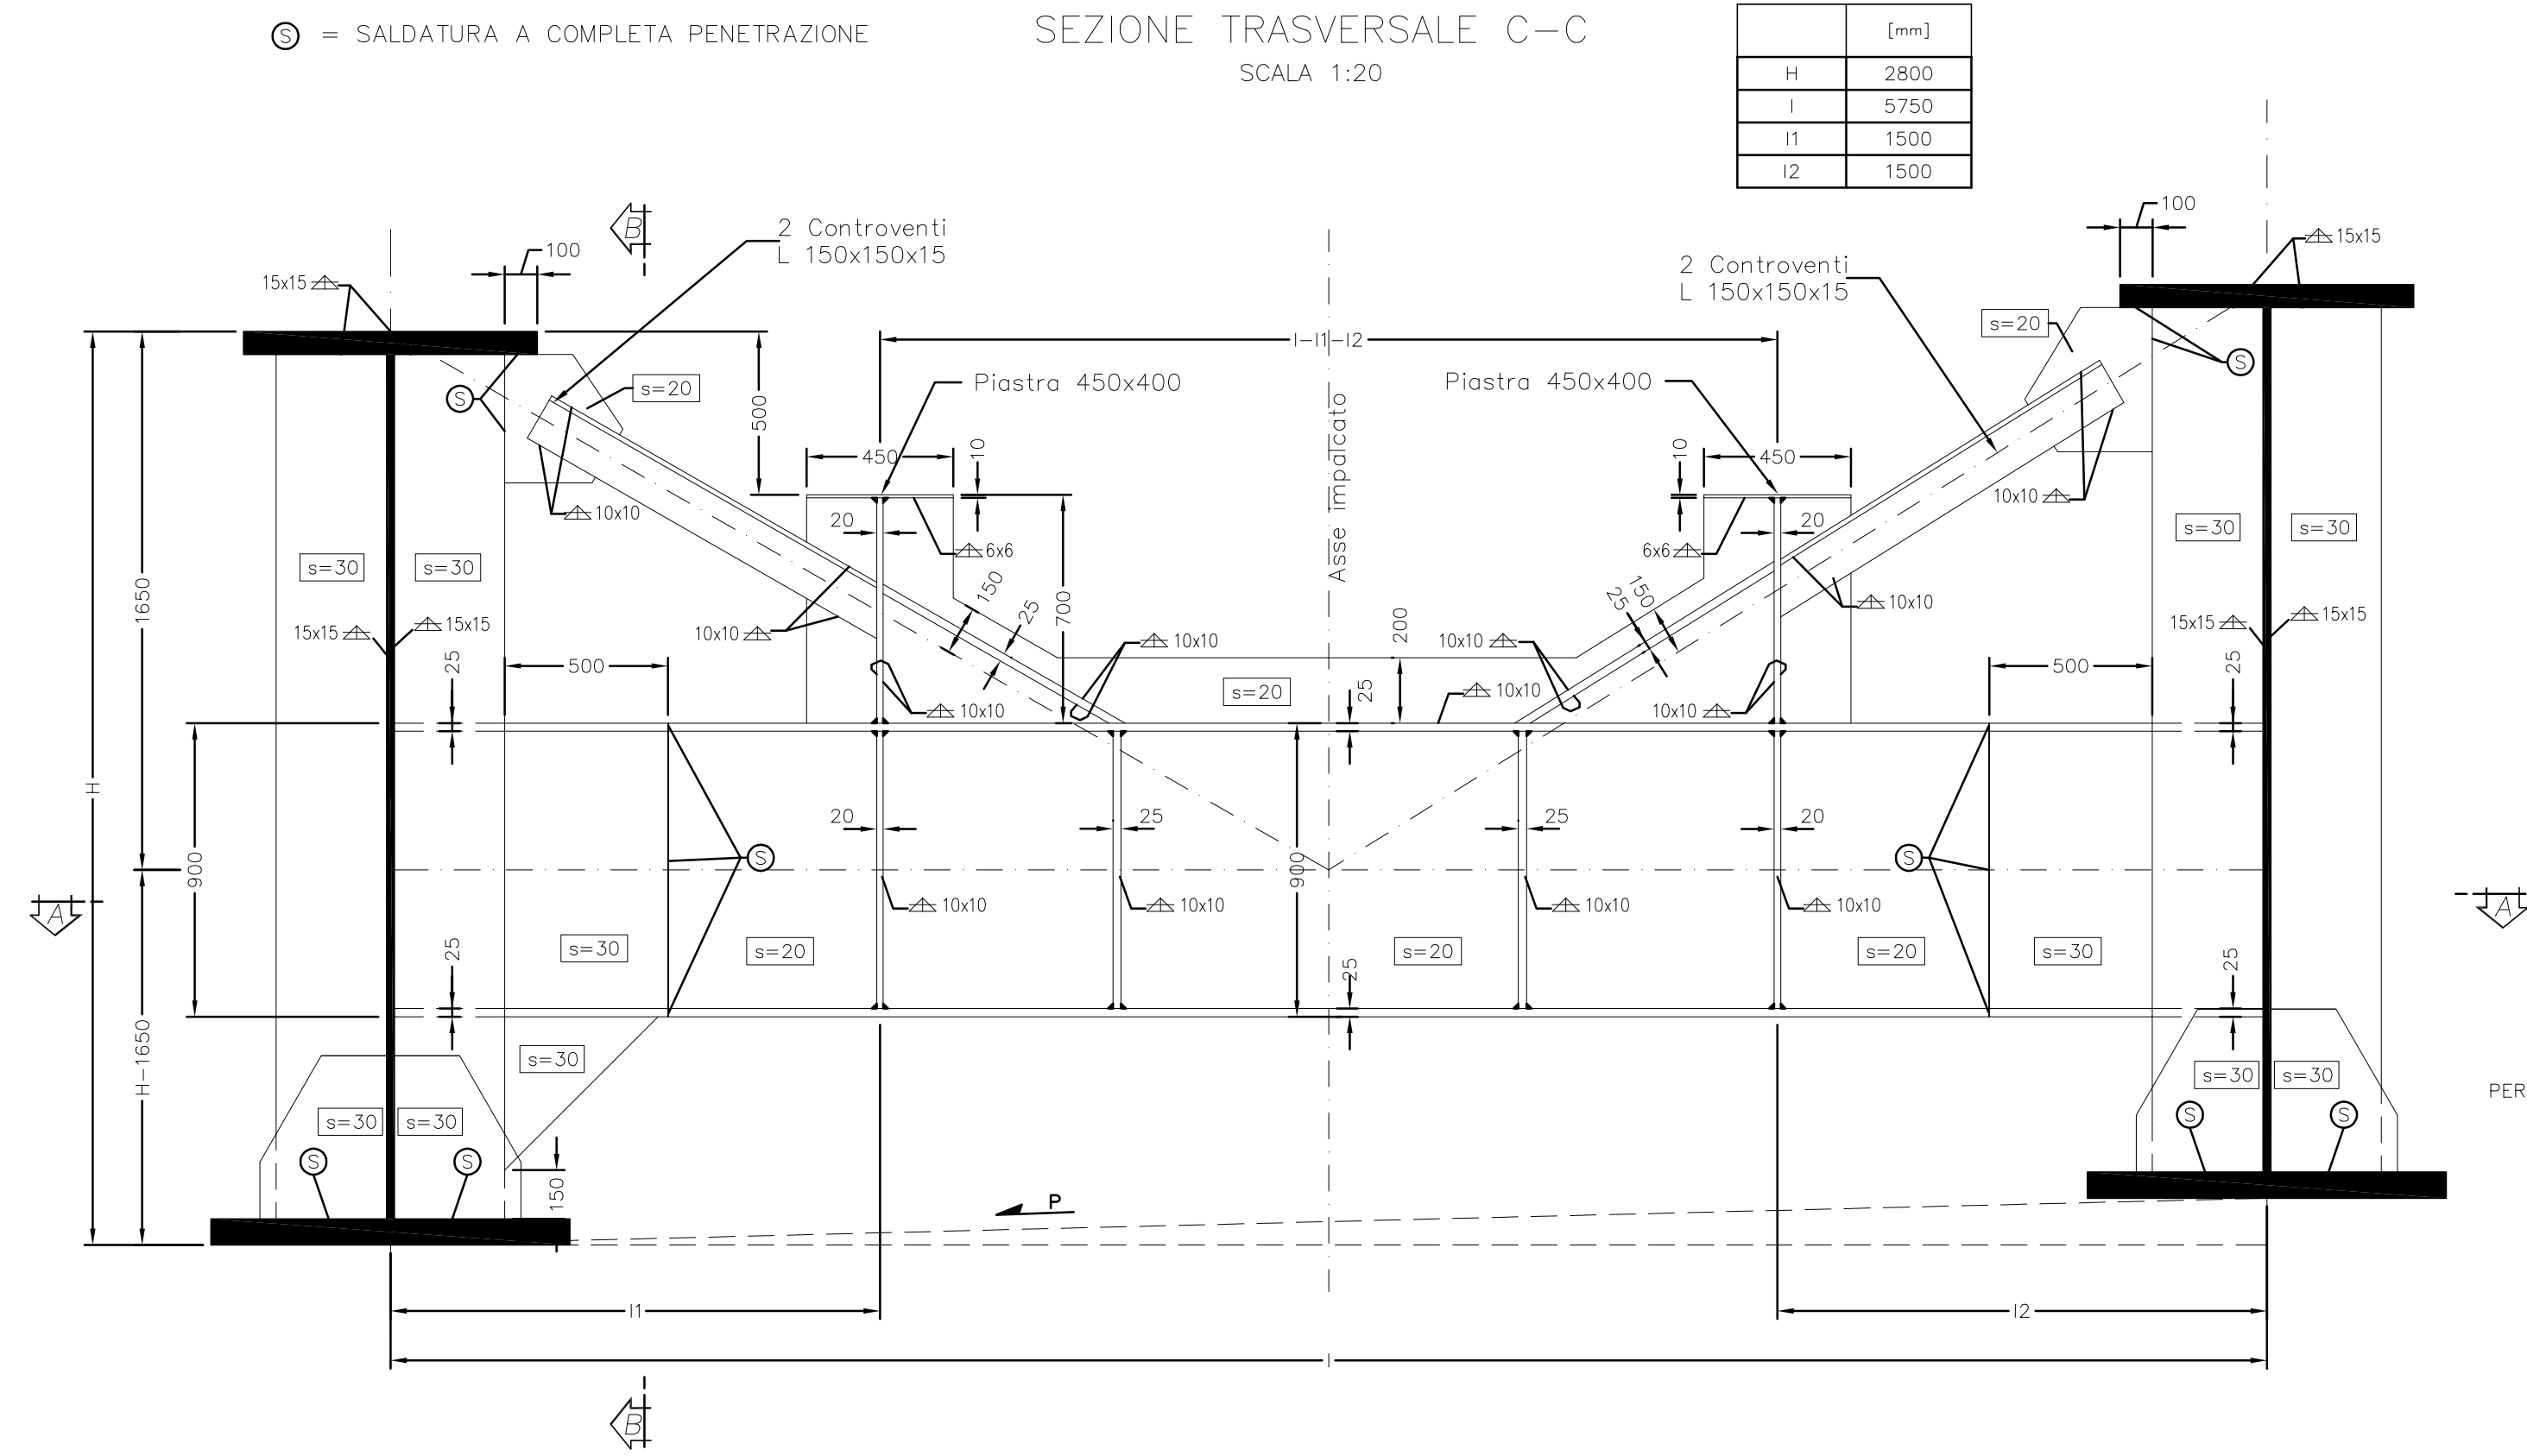 S = SALDATURA A COMPLETA PENETRAZIONE
SEZIONE TRASVERSALE C-C
SCALA 1:20
[mm]
H 2800
l 5750
l1 1500
l2 1500
B
2 Controventi
L 150x150x15
100
15x15
2 Controventi
L 150x150x15
100
15x15
s=20
S
l-l1-l2
s=20
S
Piastra 450x400
Piastra 450x400
500
Asse impalcato
450
10
10
450
10x10
10x10
20
6x6
6x6
20
s=30
s=30
s=30
s=30
1650
150
25
700
25
150
10x10
10x10
15x15
15x15
15x15
15x15
10x10
200
10x10
25
500
500
25
s=20
25
10x10
10x10
10x10
H
900
20
25
900
25
20
S
S
10x10
10x10
10x10
10x10
A
A
25
s=30
s=20
s=20
s=20
s=30
25
25
H-1650
s=30
s=30
s=30
PER
s=30
s=30
S
S
S
S
150
P
l1
l2
l
B